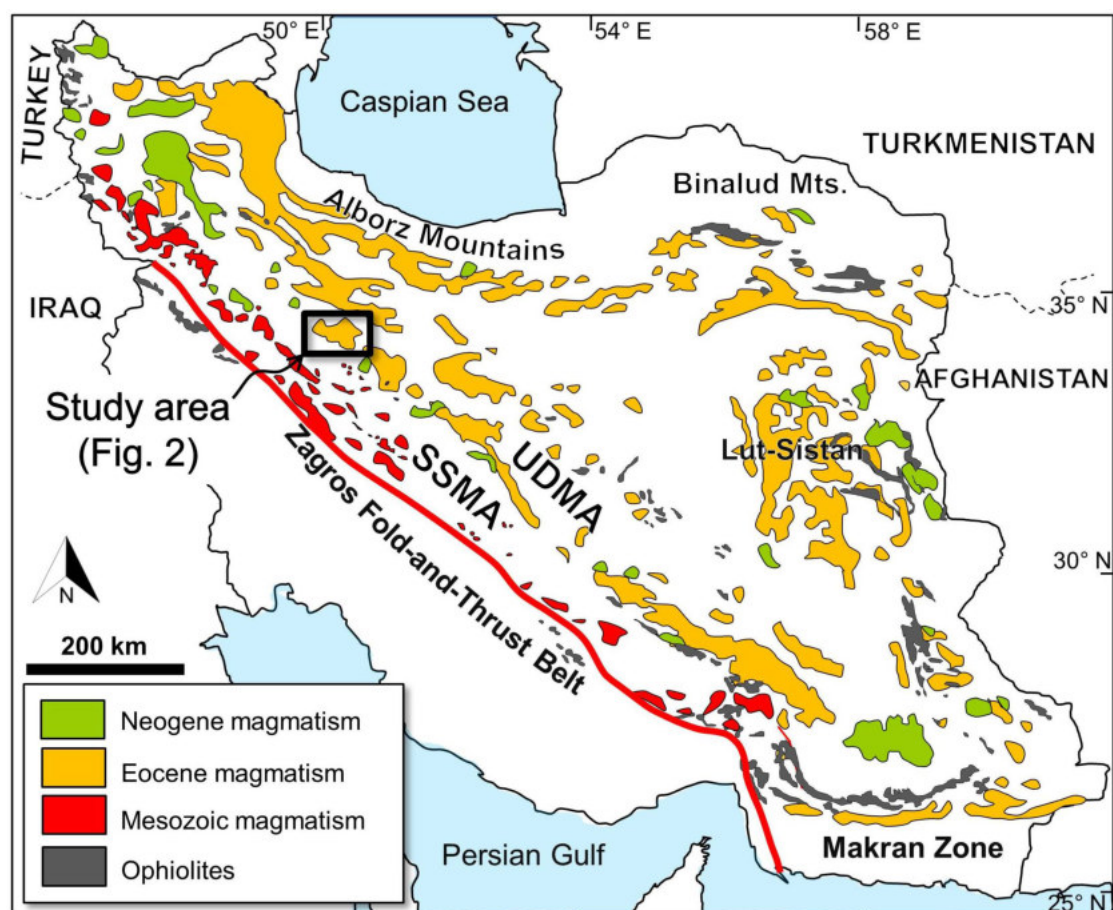 50° E
54° E
58° E
TURKEY
Caspian Sea
TURKMENISTAN
Binalud Mts.
Alborz Mountains
IRAQ
35° N
AFGHANISTAN
Study area
(Fig. 2)
Lut-Sistan
SSMA
UDMA
Zagros Fold-and-Thrust Belt
30° N
N
200 km
Neogene magmatism
Eocene magmatism
Mesozoic magmatism
Ophiolites
Persian Gulf
Makran Zone
25° N